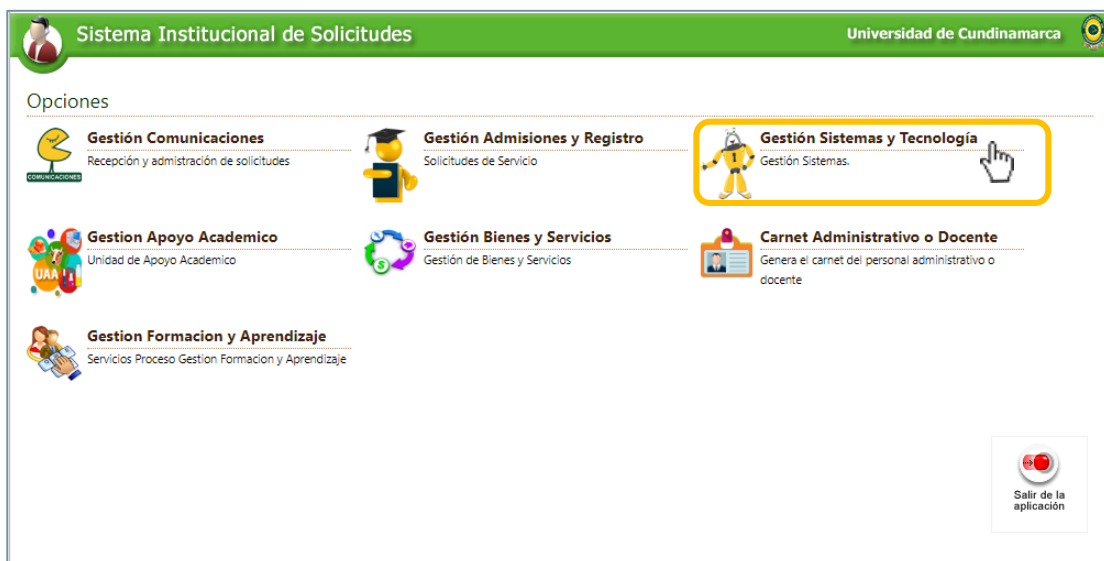 Sistema Institucional de Solicitudes
Universidad de Cundinamarca
Opciones
Gestión Comunicaciones
Recepción y admistración de solicitudes
COMUNICACIONES
Gestión Admisiones y Registro
Solicitudes de Servicio
Gestión Sistemas y Tecnología
Gestión Sistemas.
I
Gestion Apoyo Academico
Unidad de Apoyo Academico
UAA
Gestión Bienes y Servicios
Gestión de Bienes y Servicios
$
Carnet Administrativo o Docente
Genera el carnet del personal administrativo o
docente
Gestion Formacion y Aprendizaje
Servicios Proceso Gestion Formacion y Aprendizaje
Salir de la
aplicación